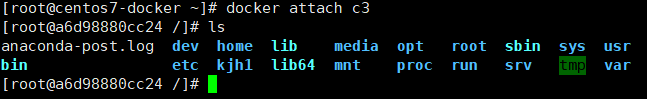 [root@centos7-docker ~]# docker attach c3
[root@a6d98880cc24 /]# ls
anaconda-post.log  dev  home  lib    media  opt   root  sbin  sys  usr
bin                etc  kjh1  lib64  mnt    proc  run   srv   tmp  var
[root@a6d98880cc24 /]#